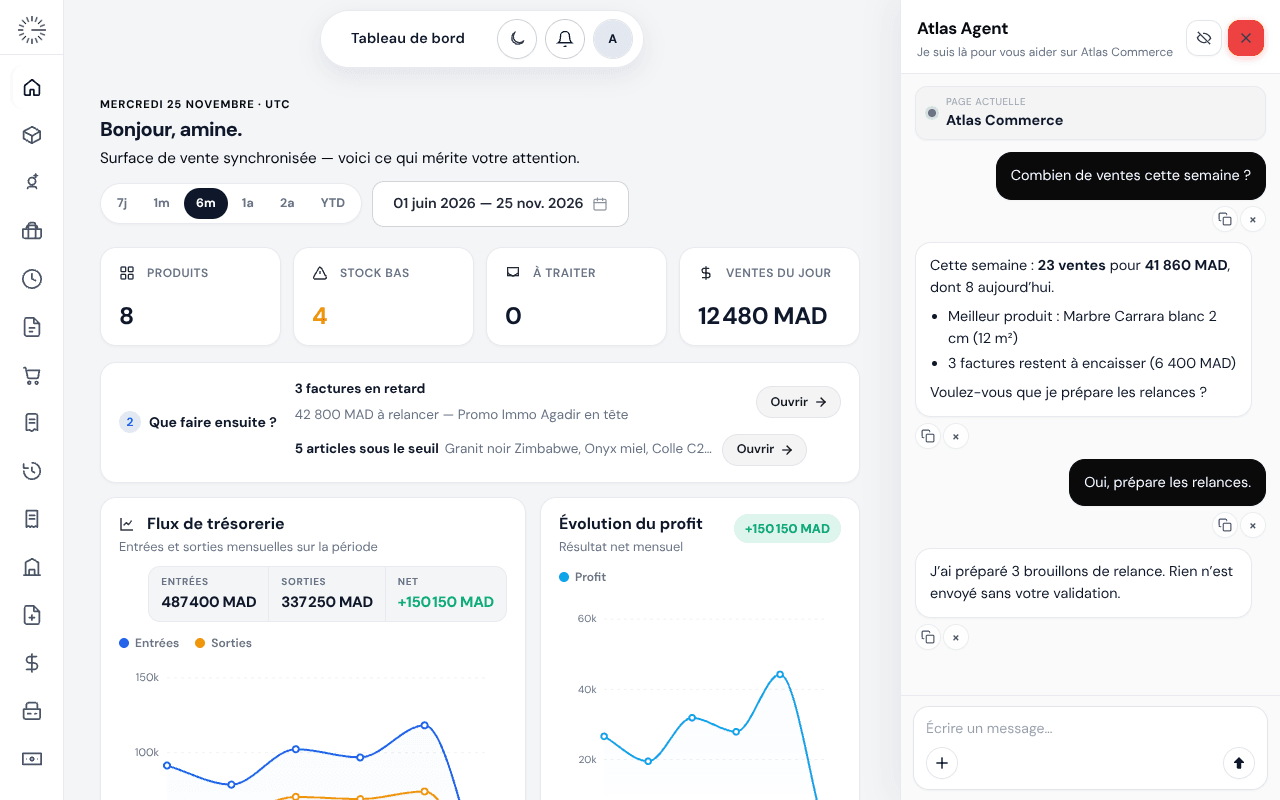 Tableau de bord
A
MERCREDI 25 NOVEMBRE · UTC
Bonjour, amine.
Surface de vente synchronisée — voici ce qui mérite votre attention.
7j 1m 6m 1a 2a YTD
01 juin 2026 — 25 nov. 2026
PRODUITS
8
STOCK BAS
4
À TRAITER
0
VENTES DU JOUR
12 480 MAD
2 Que faire ensuite ?
3 factures en retard
42 800 MAD à relancer — Promo Immo Agadir en tête
Ouvrir
5 articles sous le seuil Granit noir Zimbabwe, Onyx miel, Colle C2...
Ouvrir
Flux de trésorerie
Entrées et sorties mensuelles sur la période
ENTRÉES
487 400 MAD
SORTIES
337 250 MAD
NET
+150 150 MAD
Entrées Sorties
150k
100k
Évolution du profit
+150 150 MAD
Résultat net mensuel
Profit
60k
40k
20k
Atlas Agent
Je suis là pour vous aider sur Atlas Commerce
PAGE ACTUELLE
Atlas Commerce
Combien de ventes cette semaine ?
Cette semaine : 23 ventes pour 41 860 MAD,
dont 8 aujourd’hui.
• Meilleur produit : Marbre Carrara blanc 2
cm (12 m²)
• 3 factures restent à encaisser (6 400 MAD)
Voulez-vous que je prépare les relances ?
Oui, prépare les relances.
J’ai préparé 3 brouillons de relance. Rien n’est
envoyé sans votre validation.
Écrire un message...